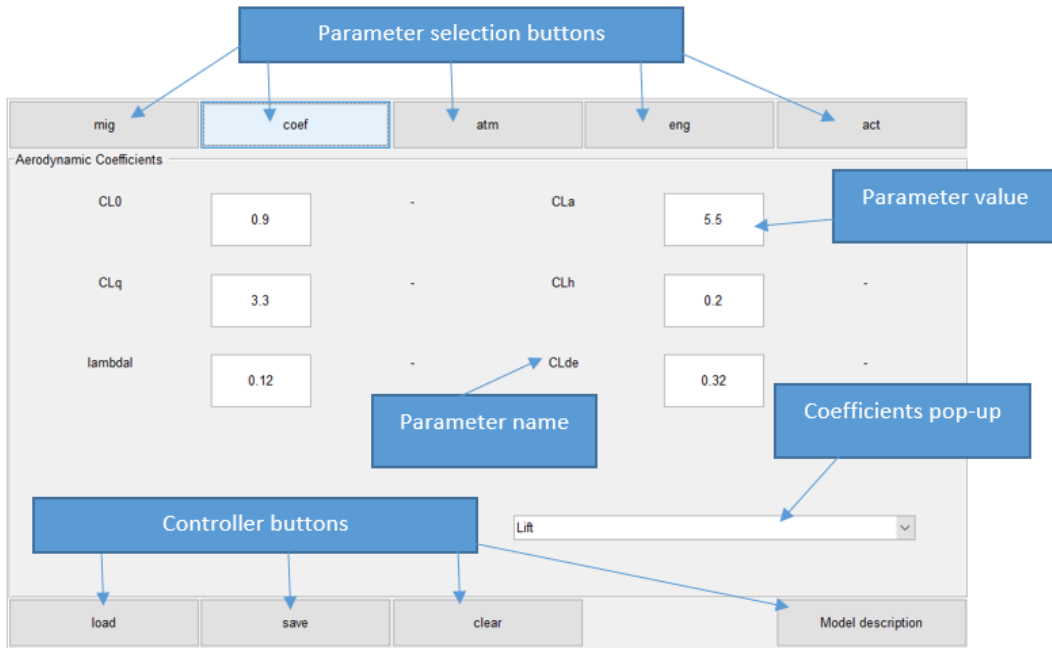 Parameter selection buttons
mig coef atm eng act
Aerodynamic Coefficients
CL0 0.9 - CLa 5.5
Parameter value
CLq 3.3 - CLh 0.2 -
lambdal 0.12 - CLde 0.32 -
Parameter name
Coefficients pop-up
Controller buttons
Lift
load save clear Model description